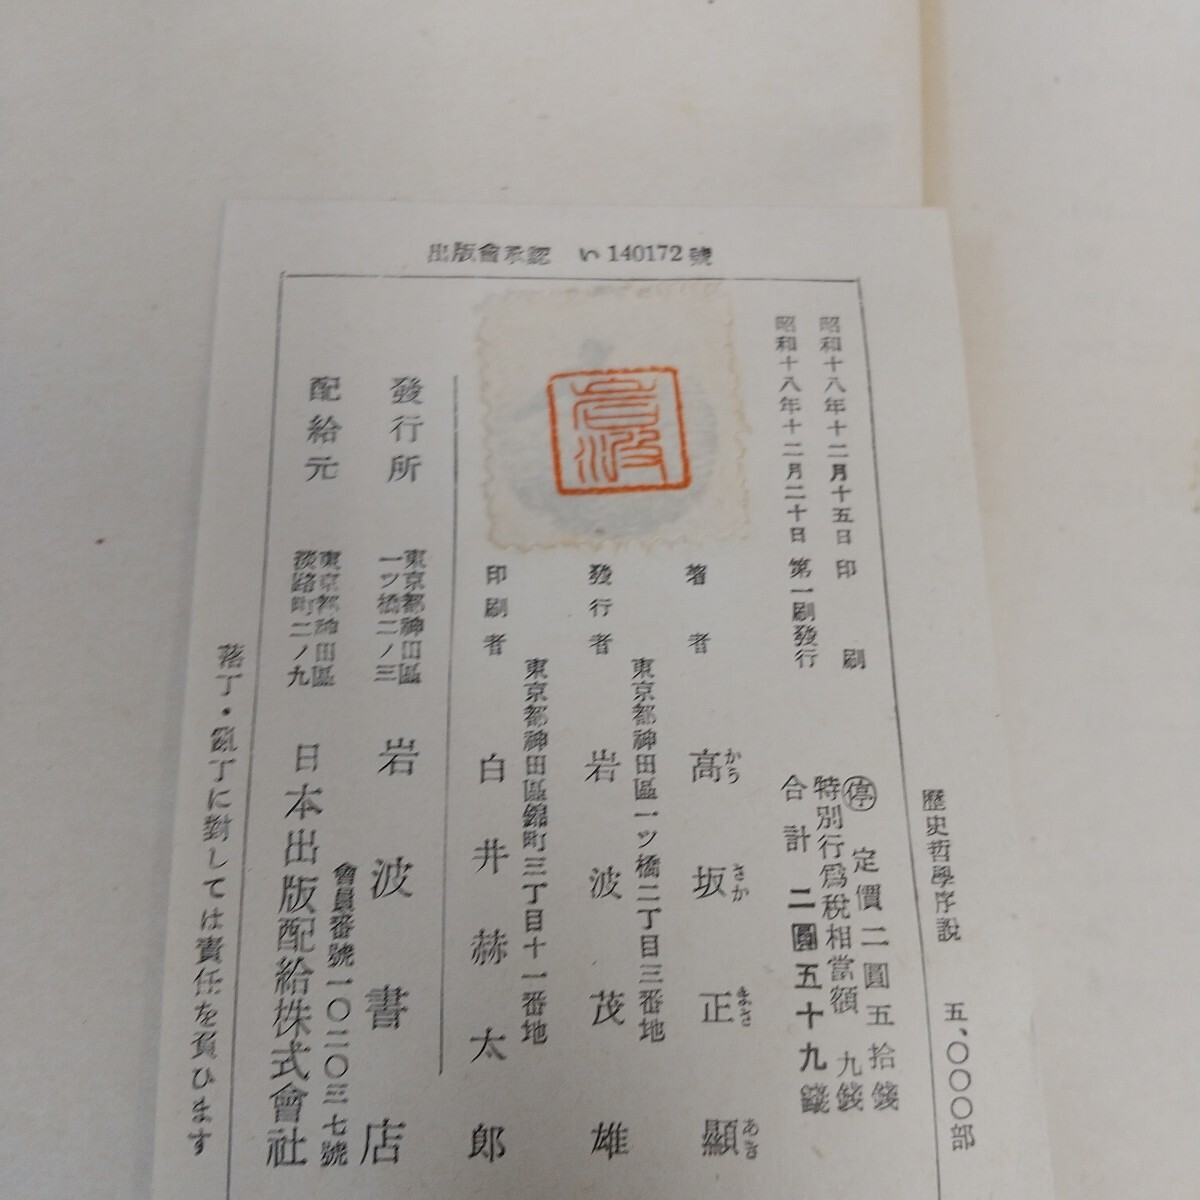 出版會承認 い140172號
歷史哲學序說 五,〇〇〇部
昭和十八年十二月十五日 印刷
昭和十八年十二月二十日 第一刷發行
停 定價 二圓五拾錢
特別行爲稅相當額 九錢
合計 二圓五十九錢
著者 高坂正顯
かうさかまさあき
東京都神田區一ツ橋二丁目三番地
發行者 岩波茂雄
東京都神田區錦町三丁目十一番地
印刷者 白井赫太郎
發行所 東京都神田區一ツ橋二ノ三 岩波書店
會員番號一〇二〇三七號
配給元 東京都神田區淡路町二ノ九 日本出版配給株式會社
落丁・亂丁に對しては責任を負ひます